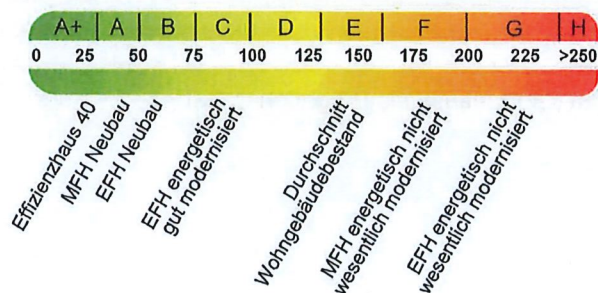 A+ A B C D E F G H
0 25 50 75 100 125 150 175 200 225 >250
Effizienzhaus 40
MFH Neubau
EFH Neubau
EFH energetisch
gut modernisiert
Durchschnitt
Wohngebäudebestand
MFH energetisch nicht
wesentlich modernisiert
EFH energetisch nicht
wesentlich modernisiert